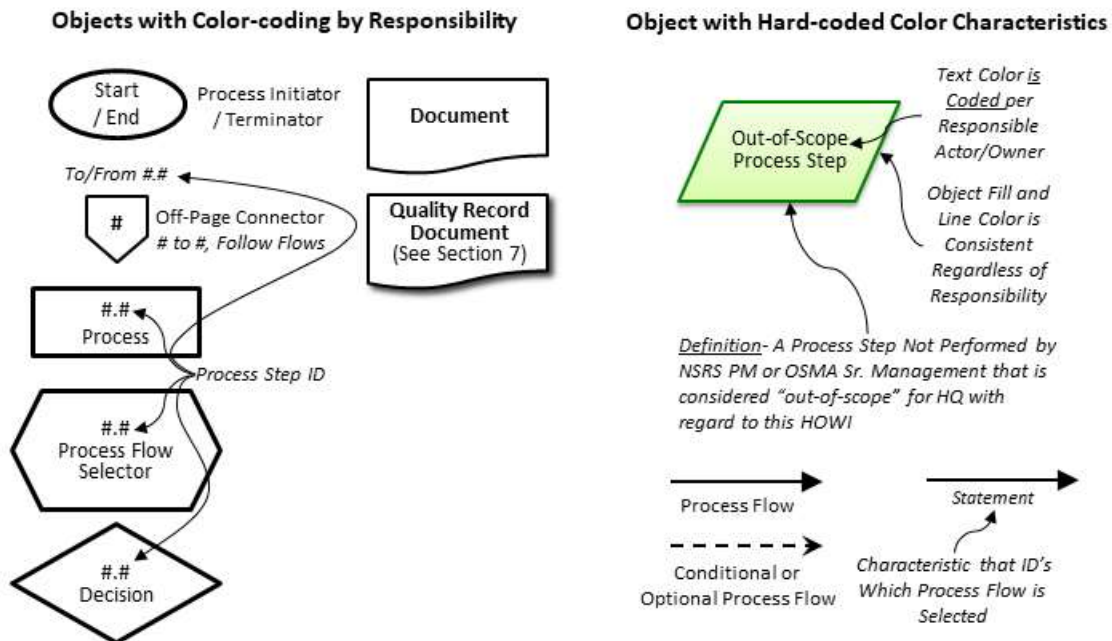 Objects with Color-coding by Responsibility
Start
/ End
Process Initiator
/ Terminator
Document
To/From #.#
#
Off-Page Connector
# to #, Follow Flows
Quality Record
Document
(See Section 7)
#.#
Process
Process Step ID
#.#
Process Flow
Selector
#.#
Decision
Object with Hard-coded Color Characteristics
Out-of-Scope
Process Step
Text Color is
Coded per
Responsible
Actor/Owner
Object Fill and
Line Color is
Consistent
Regardless of
Responsibility
Definition- A Process Step Not Performed by
NSRS PM or OSMA Sr. Management that is
considered “out-of-scope” for HQ with
regard to this HOWI
Process Flow
Statement
Conditional or
Optional Process Flow
Characteristic that ID’s
Which Process Flow is
Selected